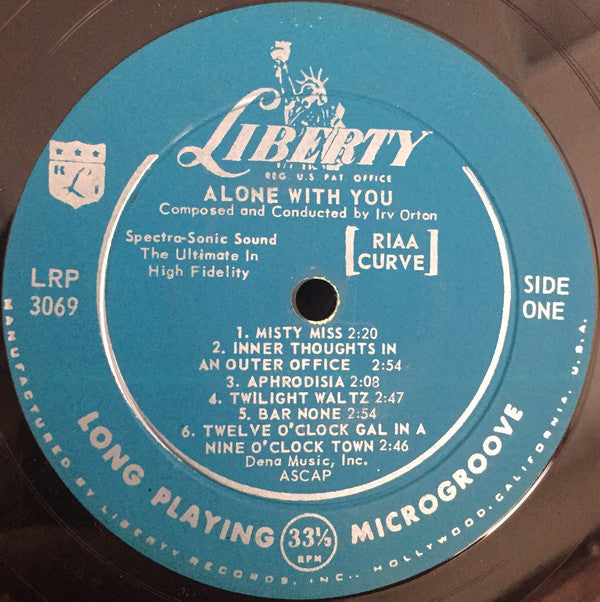 LIBERTY
REG. U.S. PAT. OFFICE
ALONE WITH YOU
Composed and Conducted by Irv Orton
Spectra-Sonic Sound
The Ultimate In
High Fidelity
[RIAA
CURVE]
LRP
3069
SIDE
ONE
1. MISTY MISS 2:20
2. INNER THOUGHTS IN
AN OUTER OFFICE 2:54
3. APHRODISIA 2:08
4. TWILIGHT WALTZ 2:47
5. BAR NONE 2:54
6. TWELVE O'CLOCK GAL IN A
NINE O'CLOCK TOWN 2:46
Dena Music, Inc.
ASCAP
LONG PLAYING 33⅓ RPM MICROGROOVE
MANUFACTURED BY LIBERTY RECORDS, INC., HOLLYWOOD, CALIFORNIA, U.S.A.